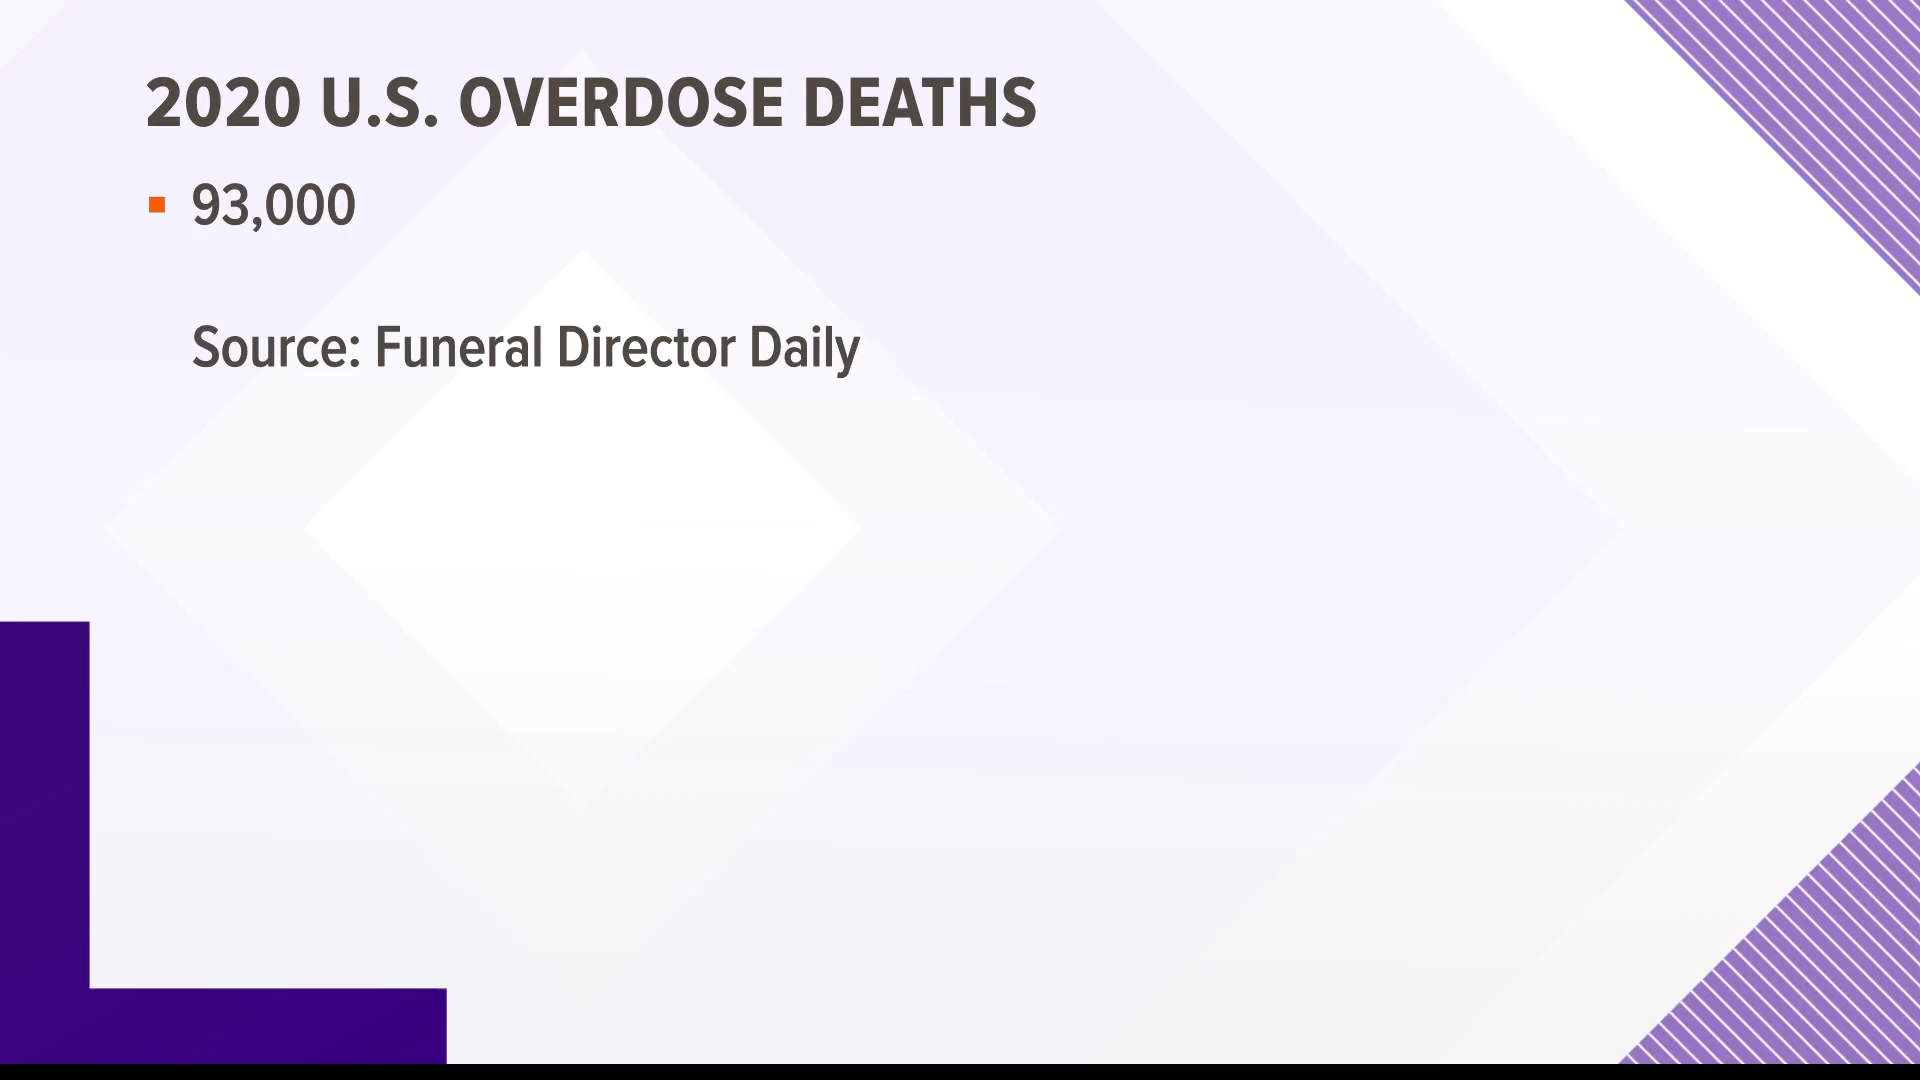 2020 U.S. OVERDOSE DEATHS
93,000
Source: Funeral Director Daily